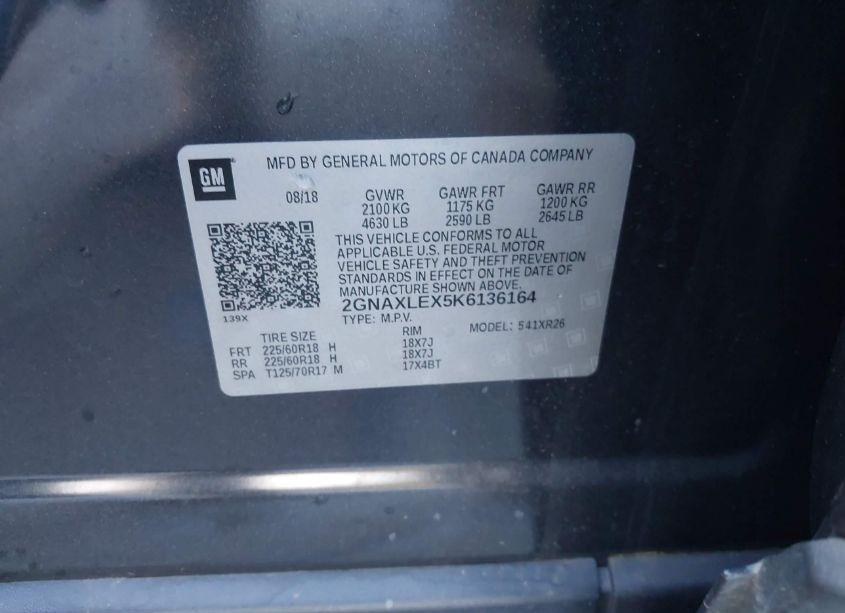 GM
MFD BY GENERAL MOTORS OF CANADA COMPANY
08/18 GVWR GAWR FRT GAWR RR
2100 KG 1175 KG 1200 KG
4630 LB 2590 LB 2645 LB
THIS VEHICLE CONFORMS TO ALL
APPLICABLE U.S. FEDERAL MOTOR
VEHICLE SAFETY AND THEFT PREVENTION
STANDARDS IN EFFECT ON THE DATE OF
MANUFACTURE SHOWN ABOVE.
2GNAXLEX5K6136164
139X
TYPE: M.P.V. MODEL: 541XR26
TIRE SIZE RIM
FRT 225/60R18 H 18X7J
RR 225/60R18 H 18X7J
SPA T125/70R17 M 17X4BT